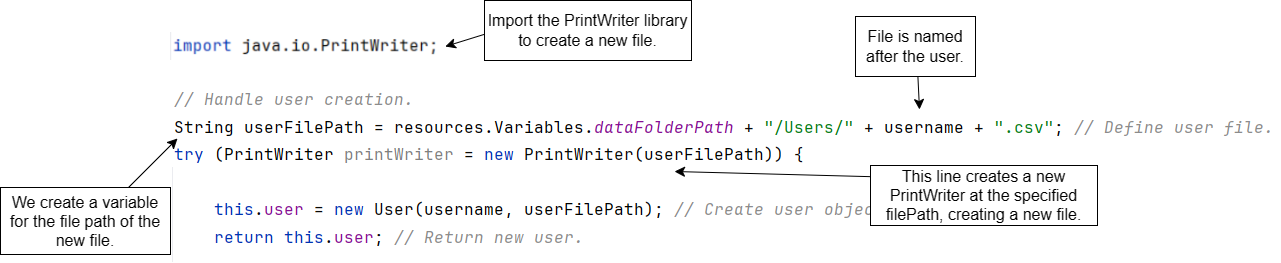 Import the PrintWriter library
to create a new file.
import java.io.PrintWriter;
File is named
after the user.
// Handle user creation.
String userFilePath = resources.Variables.dataFolderPath + "/Users/" + username + ".csv"; // Define user file.
try (PrintWriter printWriter = new PrintWriter(userFilePath)) {
This line creates a new
PrintWriter at the specified
filePath, creating a new file.
We create a variable
for the file path of the
new file.
this.user = new User(username, userFilePath); // Create user
return this.user; // Return new user.